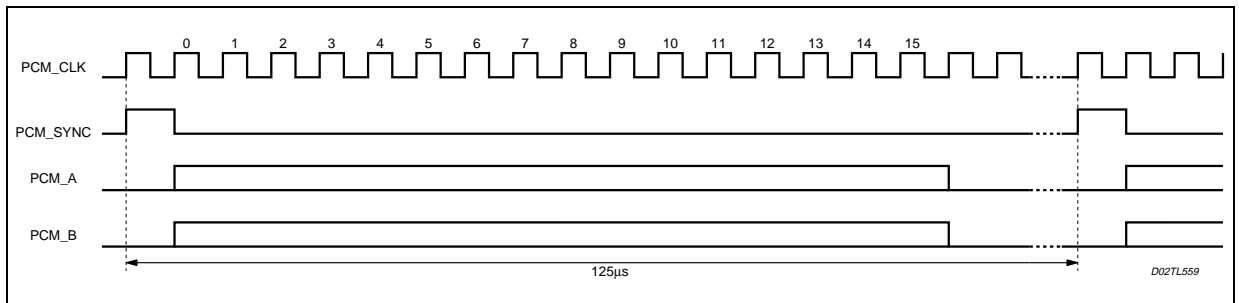 0 1 2 3 4 5 6 7 8 9 10 11 12 13 14 15
PCM_CLK
PCM_SYNC
PCM_A
PCM_B
125µs
D02TL559